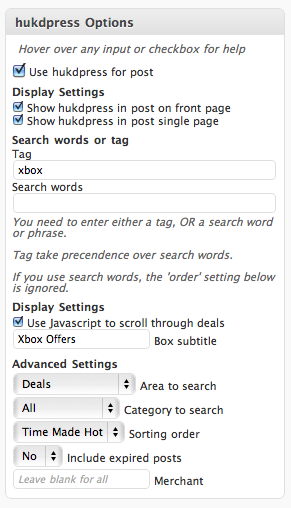 hukdpress Options
Hover over any input or checkbox for help
Use hukdpress for post
Display Settings
Show hukdpress in post on front page
Show hukdpress in post single page
Search words or tag
Tag
xbox
Search words
You need to enter either a tag, OR a search word
or phrase.
Tag take precendence over search words.
If you use search words, the 'order' setting below
is ignored.
Display Settings
Use Javascript to scroll through deals
Xbox Offers Box subtitle
Advanced Settings
Deals Area to search
All Category to search
Time Made Hot Sorting order
No Include expired posts
Leave blank for all Merchant